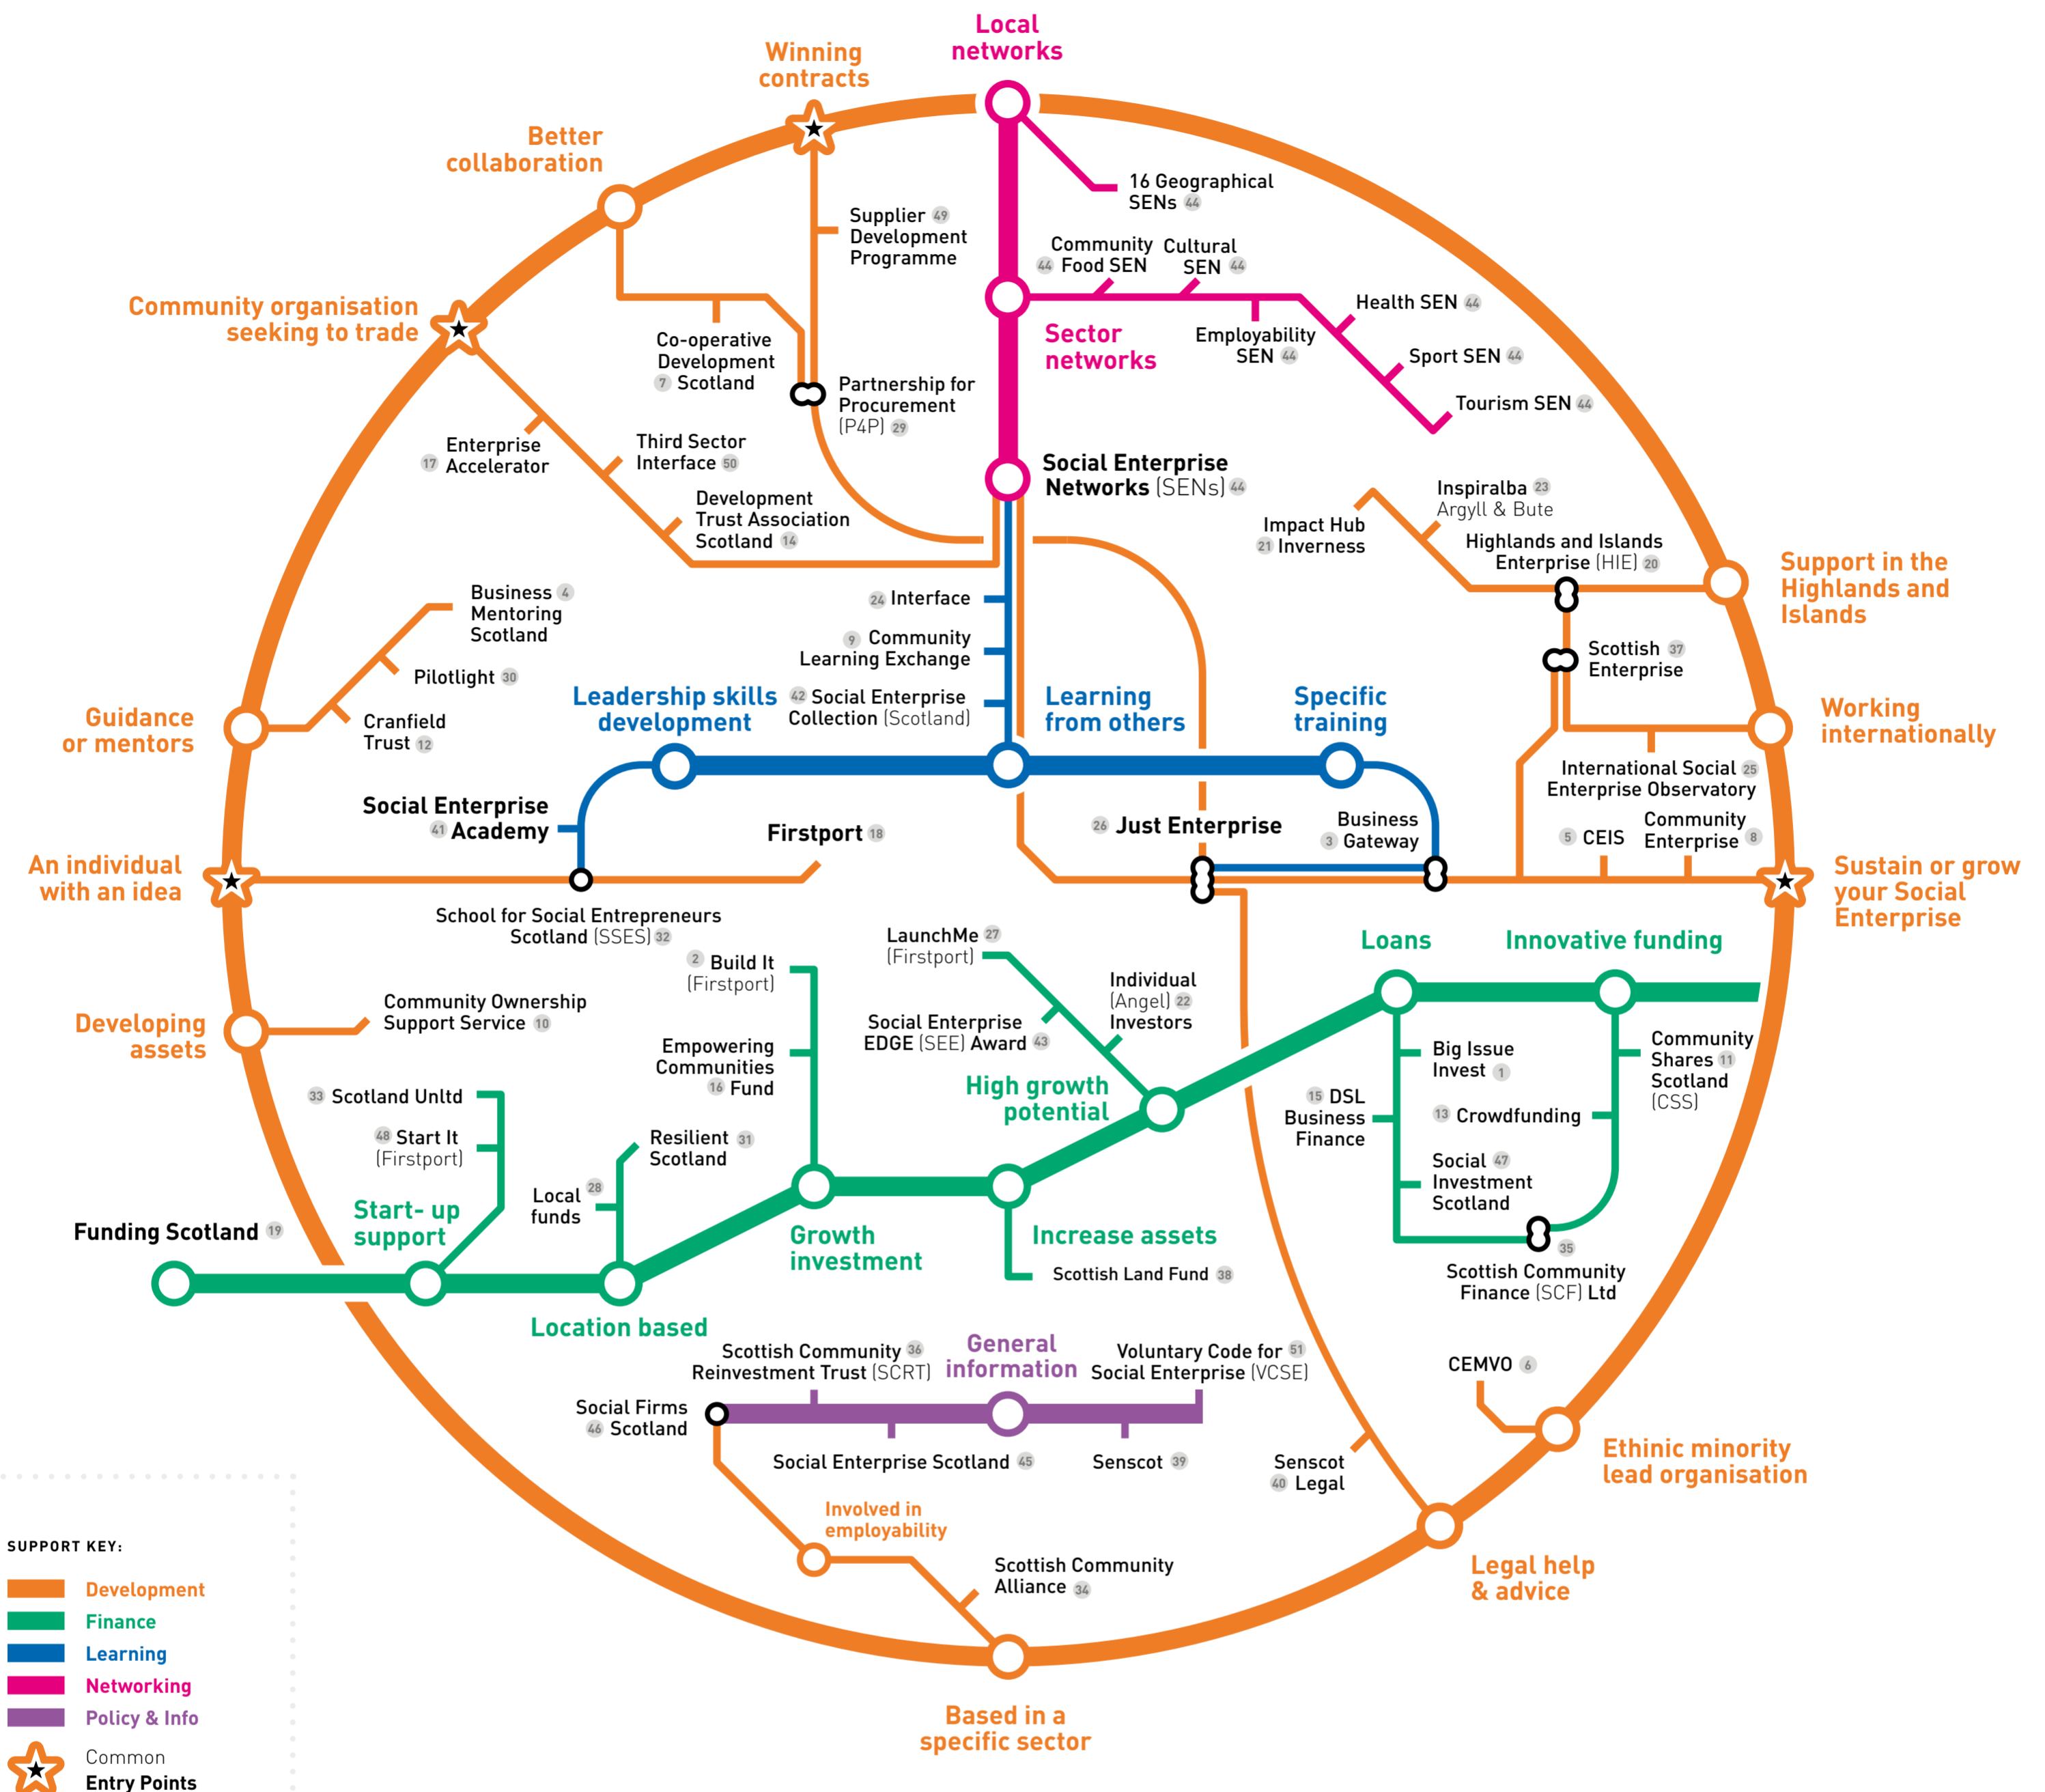 Local
networks
Winning
contracts
Better
collaboration
16 Geographical
SENs 44
Supplier 49
Development
Programme
Community
44 Food SEN
Cultural
SEN 44
Community organisation
seeking to trade
Health SEN 44
Sector
networks
Employability
SEN 44
Co-operative
Development
7 Scotland
Sport SEN 44
Partnership for
Procurement
(P4P) 29
Tourism SEN 44
Enterprise
17 Accelerator
Third Sector
Interface 50
Social Enterprise
Networks (SENs) 44
Development
Trust Association
Scotland 14
Inspiralba 23
Argyll & Bute
Impact Hub
21 Inverness
Highlands and Islands
Enterprise (HIE) 20
Support in the
Highlands and
Islands
Business 4
Mentoring
Scotland
24 Interface
9 Community
Learning Exchange
Scottish 37
Enterprise
Pilotlight 30
Leadership skills
development
42 Social Enterprise
Collection (Scotland)
Learning
from others
Specific
training
Guidance
or mentors
Cranfield
Trust 12
Working
internationally
International Social 25
Enterprise Observatory
Social Enterprise
41 Academy
Firstport 18
26 Just Enterprise
Business
3 Gateway
5 CEIS
Community
Enterprise 8
An individual
with an idea
Sustain or grow
your Social
Enterprise
School for Social Entrepreneurs
Scotland (SSES) 32
LaunchMe 27
(Firstport)
Loans
Innovative funding
2 Build It
(Firstport)
Individual
(Angel) 22
Investors
Developing
assets
Community Ownership
Support Service 10
Social Enterprise
EDGE (SEE) Award 43
Empowering
Communities
16 Fund
Big Issue
Invest 1
Community
Shares 11
Scotland
(CSS)
High growth
potential
33 Scotland Unltd
15 DSL
Business
Finance
13 Crowdfunding
48 Start It
(Firstport)
Resilient 31
Scotland
Social 47
Investment
Scotland
28
Local
funds
Start- up
support
Funding Scotland 19
Growth
investment
Increase assets
35
Scottish Community
Finance (SCF) Ltd
Scottish Land Fund 38
Location based
Scottish Community 36
Reinvestment Trust (SCRT)
General
information
Voluntary Code for 51
Social Enterprise (VCSE)
CEMVO 6
Social Firms
46 Scotland
Social Enterprise Scotland 45
Senscot 39
Senscot
40 Legal
Ethinic minority
lead organisation
Involved in
employability
Scottish Community
Alliance 34
Legal help
& advice
Based in a
specific sector
SUPPORT KEY:
Development
Finance
Learning
Networking
Policy & Info
Common
Entry Points